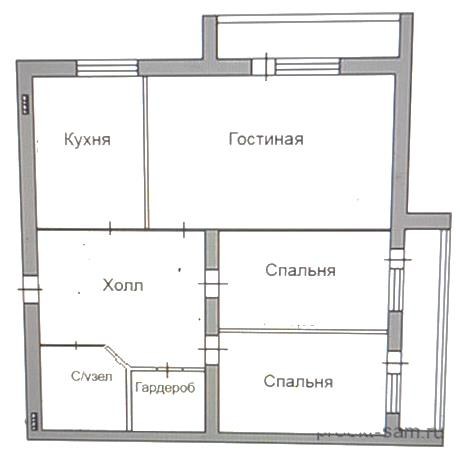 Кухня
Гостиная
Холл
Спальня
С/узел
Гардероб
Спальня